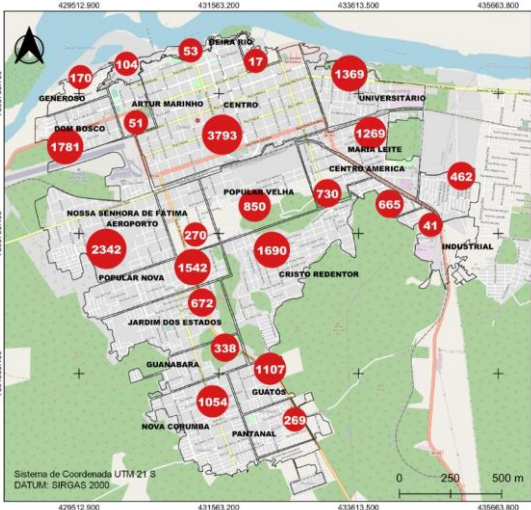 429512.900 431563.200 433613.500 435663.800
BEIRA RIO
53
17
104
1369
170
GENEROSO
UNIVERSITÁRIO
ARTUR MARINHO
CENTRO
51
DOM BOSCO
3793
1269
1781
MARIA LEITE
CENTRO AMERICA
462
POPULAR VELHA
730
850
665
NOSSA SENHORA DE FÁTIMA
AEROPORTO
41
270
2342
1690
INDUSTRIAL
1542
CRISTO REDENTOR
POPULAR NOVA
672
JARDIM DOS ESTADOS
338
GUANABARA
1107
GUATÓS
1054
269
NOVA CORUMBA
PANTANAL
Sistema de Coordenada UTM 21 S
DATUM: SIRGAS 2000
0 250 500 m
429512.900 431563.200 433613.500 435663.800